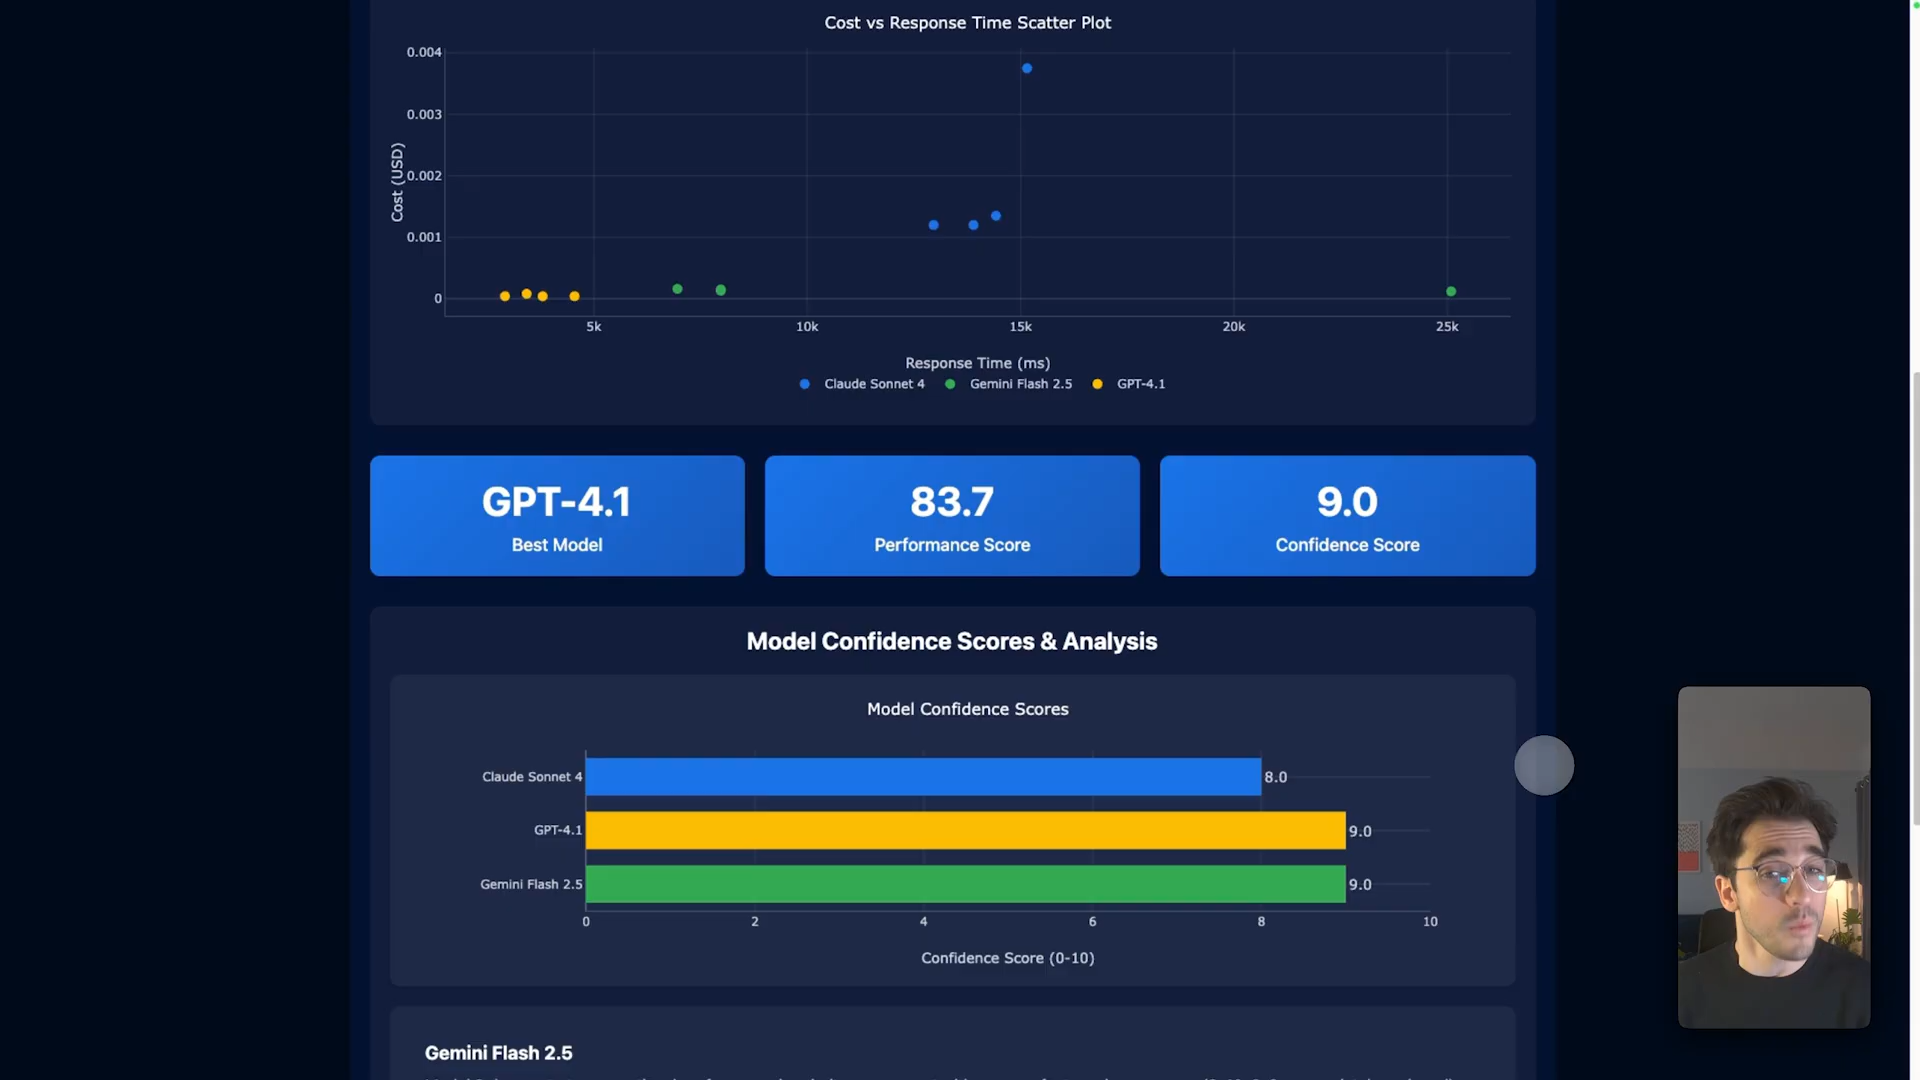 Cost vs Response Time Scatter Plot
0.004
0.003
0.002
0.001
0
Cost (USD)
5k
10k
15k
20k
25k
Response Time (ms)
Claude Sonnet 4
Gemini Flash 2.5
GPT-4.1
GPT-4.1
Best Model
83.7
Performance Score
9.0
Confidence Score
Model Confidence Scores & Analysis
Model Confidence Scores
Claude Sonnet 4
8.0
GPT-4.1
9.0
Gemini Flash 2.5
9.0
0
2
4
6
8
10
Confidence Score (0-10)
Gemini Flash 2.5